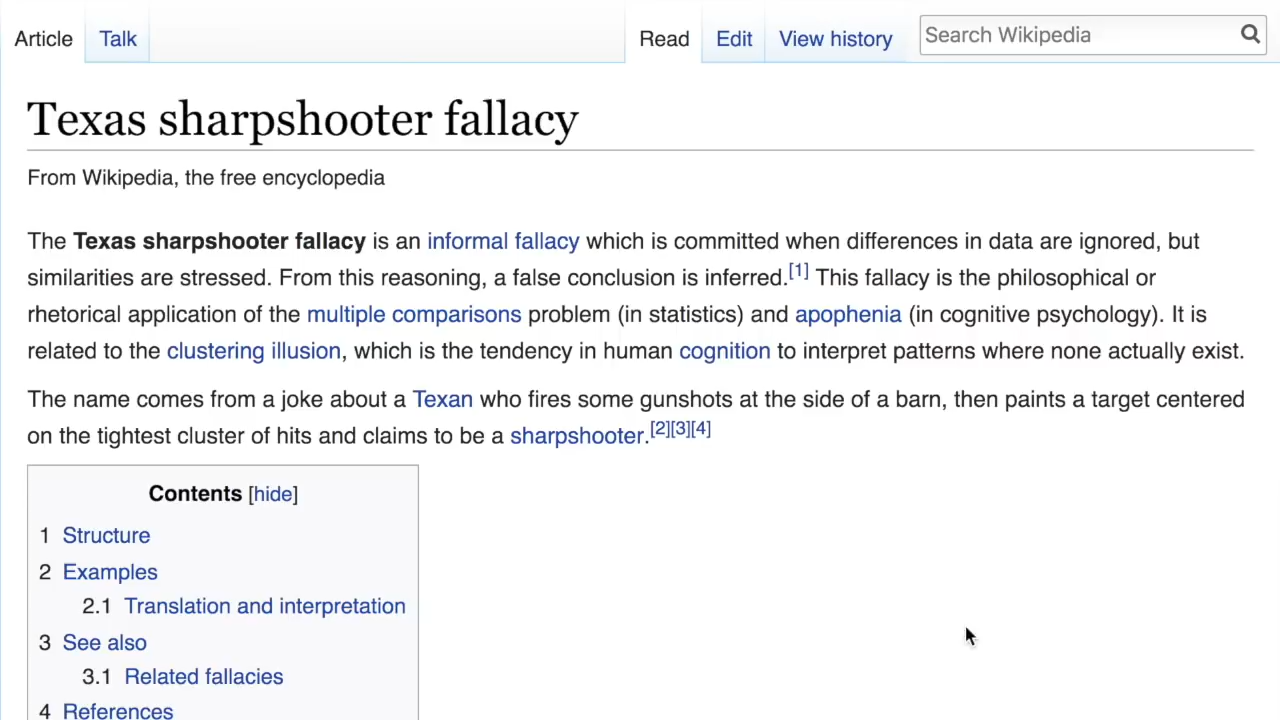 Article Talk Read Edit View history Search Wikipedia
Texas sharpshooter fallacy
From Wikipedia, the free encyclopedia
The Texas sharpshooter fallacy is an informal fallacy which is committed when differences in data are ignored, but
similarities are stressed. From this reasoning, a false conclusion is inferred.[1] This fallacy is the philosophical or
rhetorical application of the multiple comparisons problem (in statistics) and apophenia (in cognitive psychology). It is
related to the clustering illusion, which is the tendency in human cognition to interpret patterns where none actually exist.
The name comes from a joke about a Texan who fires some gunshots at the side of a barn, then paints a target centered
on the tightest cluster of hits and claims to be a sharpshooter.[2][3][4]
Contents [hide]
1 Structure
2 Examples
2.1 Translation and interpretation
3 See also
3.1 Related fallacies
4 References